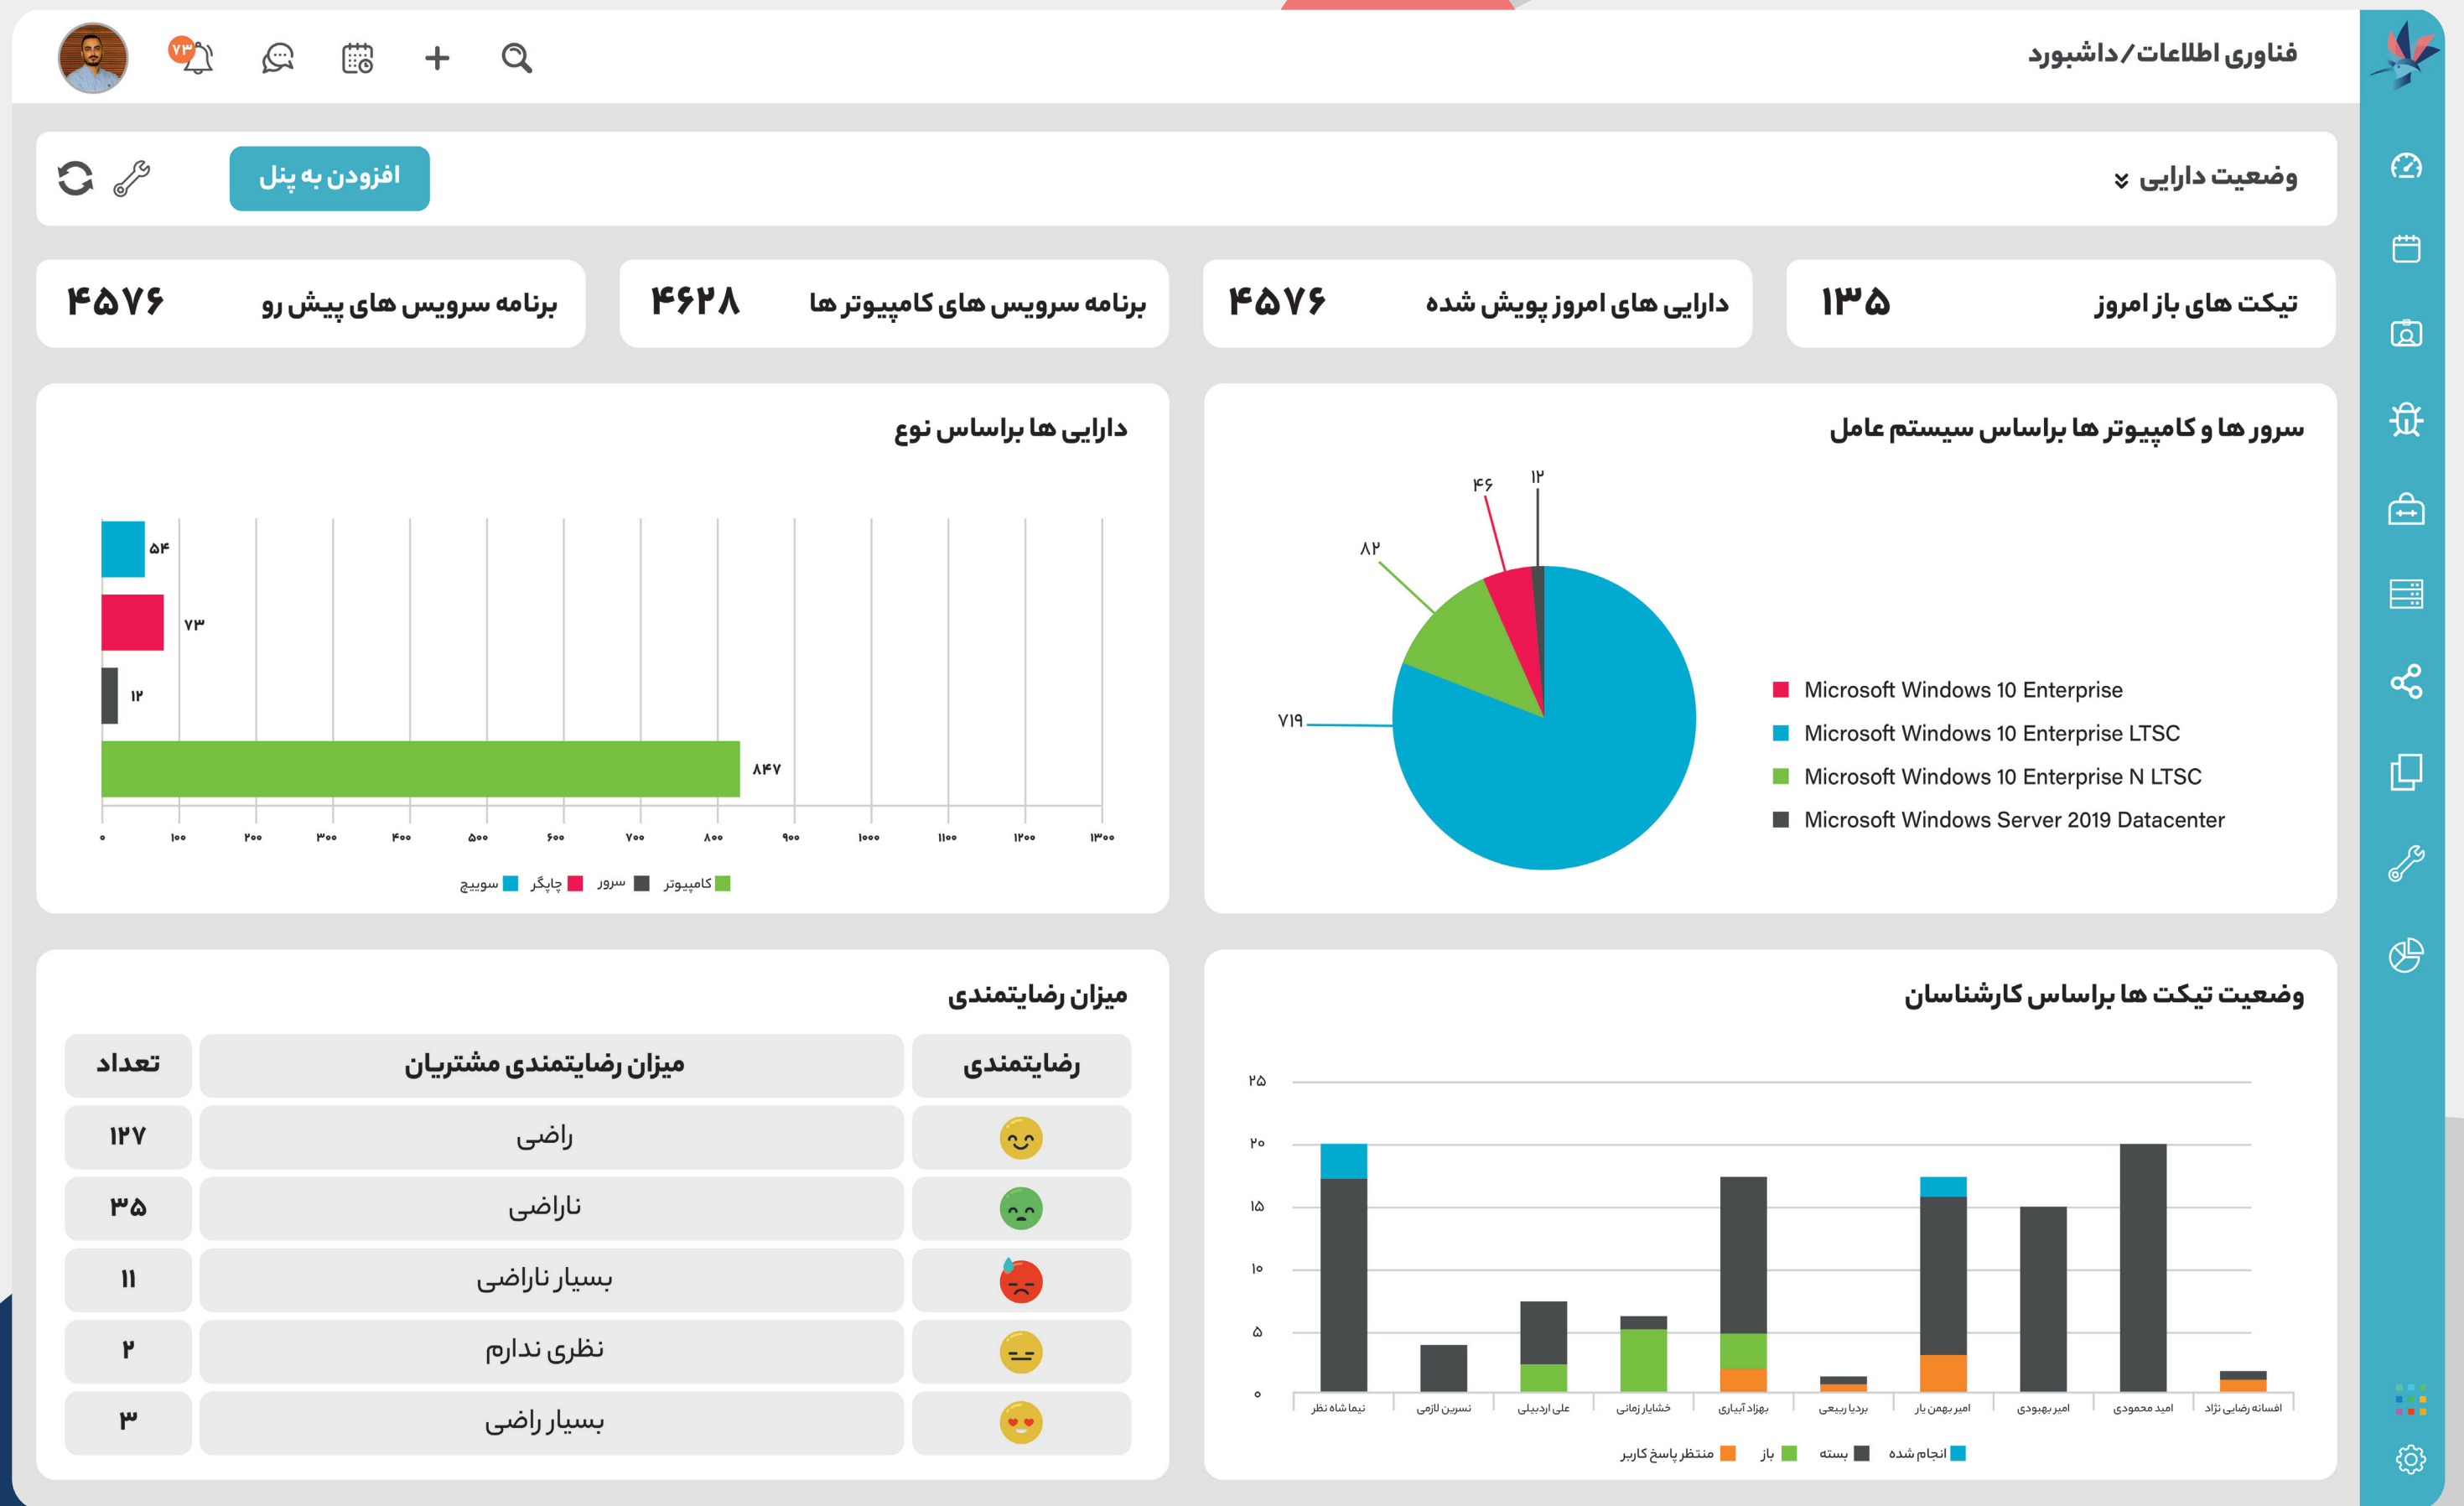 فناوری اطلاعات/داشبورد
۷۳
وضعیت دارایی
افزودن به پنل
تیکت های باز امروز ۱۳۵
دارایی های امروز پویش شده ۴۵۷۶
برنامه سرویس های کامپیوتر ها ۴۶۲۸
برنامه سرویس های پیش رو ۴۵۷۶
سرور ها و کامپیوتر ها براساس سیستم عامل
۱۲
۴۶
۸۲
۷۱۹
Microsoft Windows 10 Enterprise
Microsoft Windows 10 Enterprise LTSC
Microsoft Windows 10 Enterprise N LTSC
Microsoft Windows Server 2019 Datacenter
دارایی ها براساس نوع
۵۴
۷۳
۱۲
۸۴۷
۰ ۱۰۰ ۲۰۰ ۳۰۰ ۴۰۰ ۵۰۰ ۶۰۰ ۷۰۰ ۸۰۰ ۹۰۰ ۱۰۰۰ ۱۱۰۰ ۱۲۰۰ ۱۳۰۰
کامپیوتر سرور چاپگر سوییچ
وضعیت تیکت ها براساس کارشناسان
۲۵
۲۰
۱۵
۱۰
۵
۰
نیما شاه نظر نسرین لازمی علی اردبیلی خشایار زمانی بهزاد آبیاری بردیا ربیعی امیر بهمن یار امیر بهبودی امید محمودی افسانه رضایی نژاد
انجام شده بسته باز منتظر پاسخ کاربر
میزان رضایتمندی
رضایتمندی میزان رضایتمندی مشتریان تعداد
راضی ۱۲۷
ناراضی ۳۵
بسیار ناراضی ۱۱
نظری ندارم ۲
بسیار راضی ۳